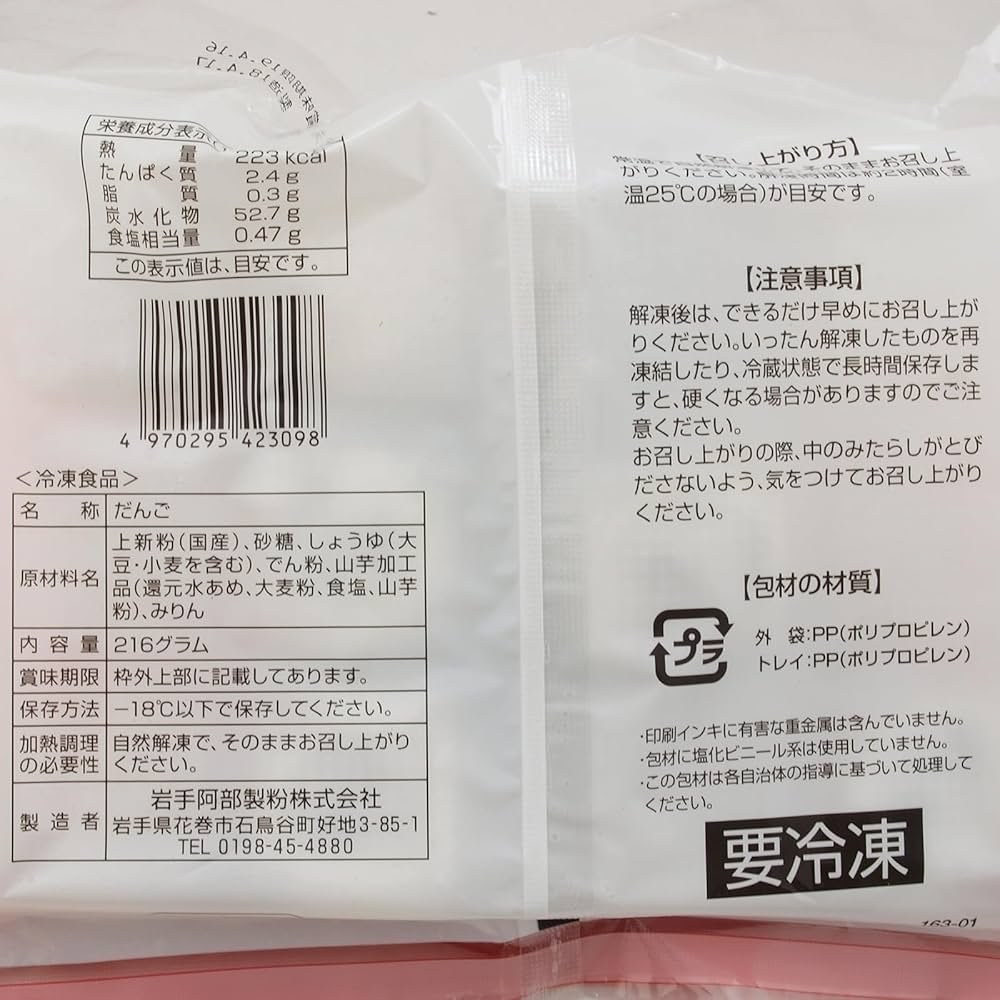 栄養成分表示
熱量 223 kcal
たんぱく質 2.4 g
脂質 0.3 g
炭水化物 52.7 g
食塩相当量 0.47 g
この表示値は、目安です。
4 970295 423098
＜冷凍食品＞
名称 だんご
原材料名 上新粉(国産)、砂糖、しょうゆ(大
豆・小麦を含む)、でん粉、山芋加工
品(還元水あめ、大麦粉、食塩、山芋
粉)、みりん
内容量 216グラム
賞味期限 枠外上部に記載してあります。
保存方法 −18℃以下で保存してください。
加熱調理
の必要性
自然解凍で、そのままお召し上がり
ください。
製造者 岩手阿部製粉株式会社
岩手県花巻市石鳥谷町好地3-85-1
TEL 0198-45-4880
【召し上がり方】
ままお召し上
がりください。約2時間(室
温25℃の場合)が目安です。
【注意事項】
解凍後は、できるだけ早めにお召し上が
りください。いったん解凍したものを再
凍結したり、冷蔵状態で長時間保存しま
すと、硬くなる場合がありますのでご注
意ください。
お召し上がりの際、中のみたらしがとび
ださないよう、気をつけてお召し上がり
ください。
【包材の材質】
プラ
外袋:PP(ポリプロピレン)
トレイ:PP(ポリプロピレン)
・印刷インキに有害な重金属は含んでいません。
・包材に塩化ビニール系は使用していません。
・この包材は各自治体の指導に基づいて処理して
ください。
要冷凍
163-01